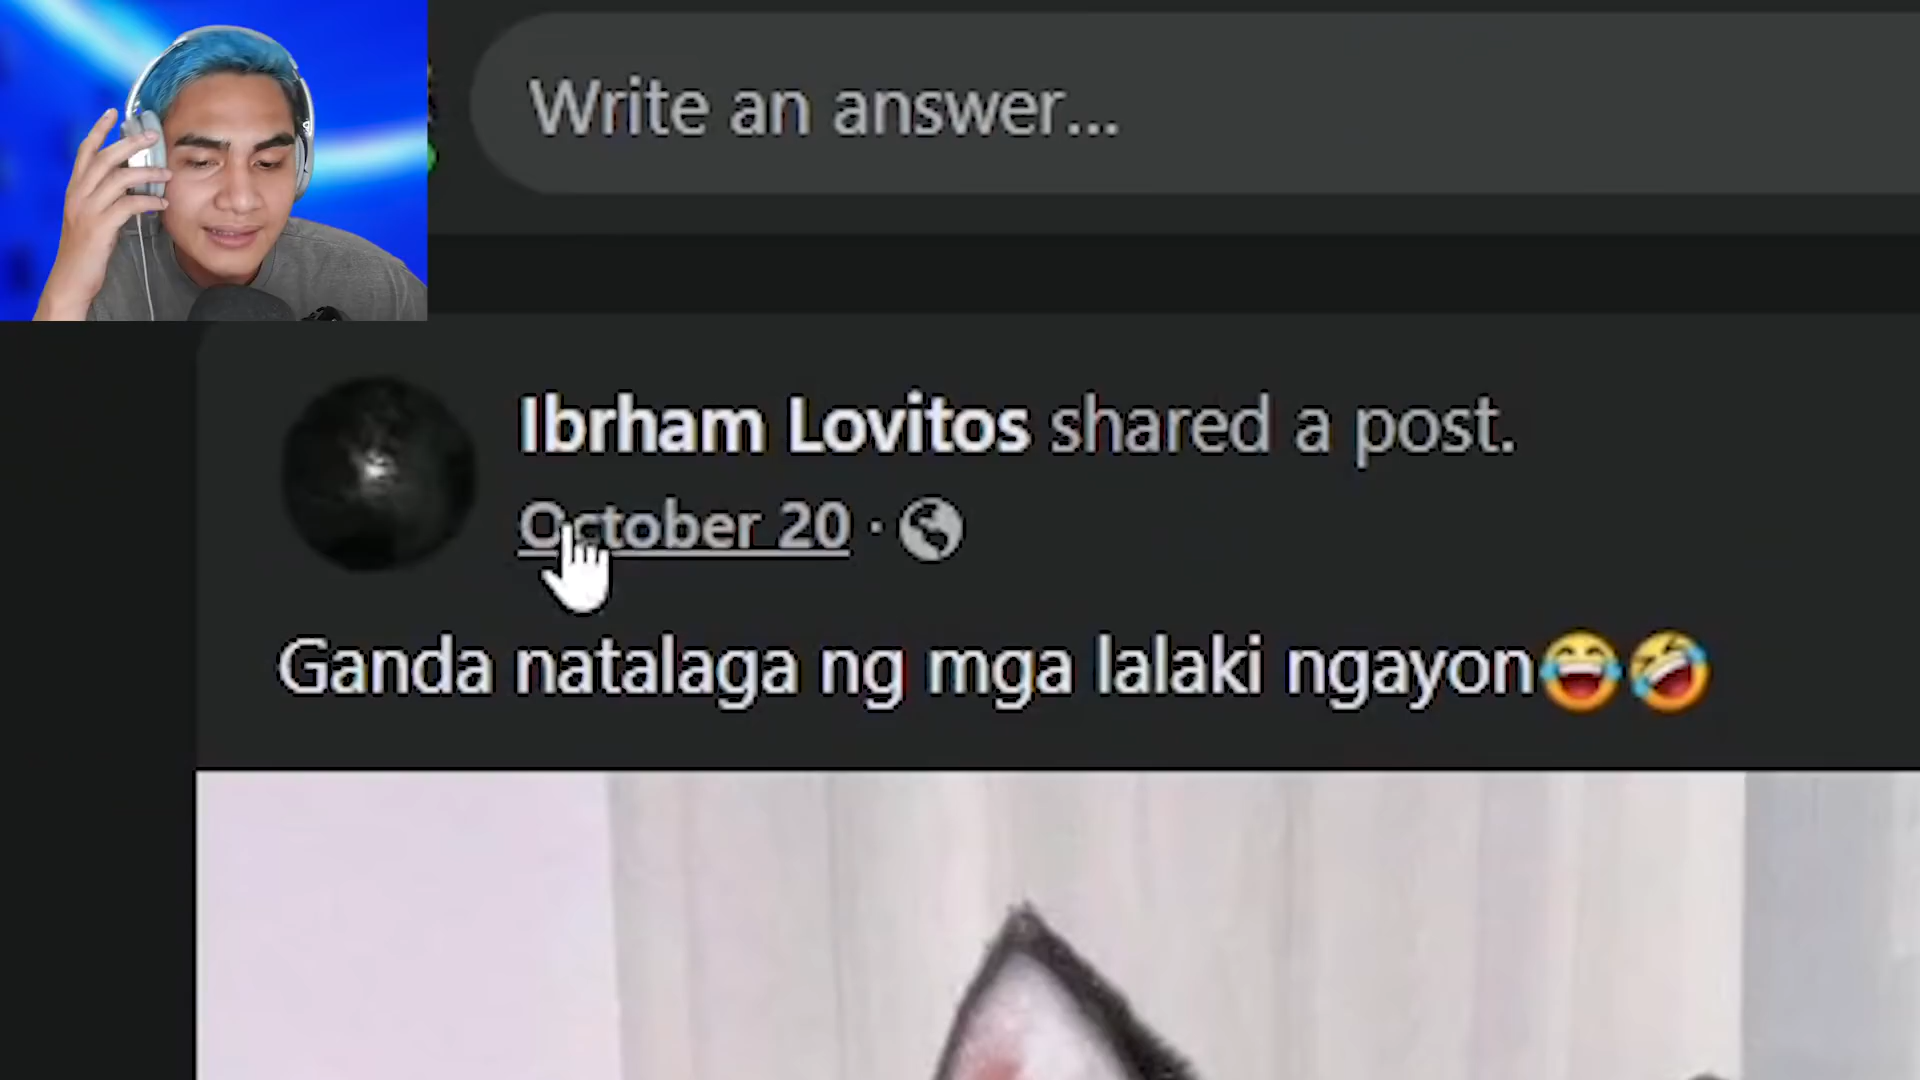 Write an answer...
Ibrham Lovitos shared a post.
October 20 ·
Ganda natalaga ng mga lalaki ngayon😂🤣